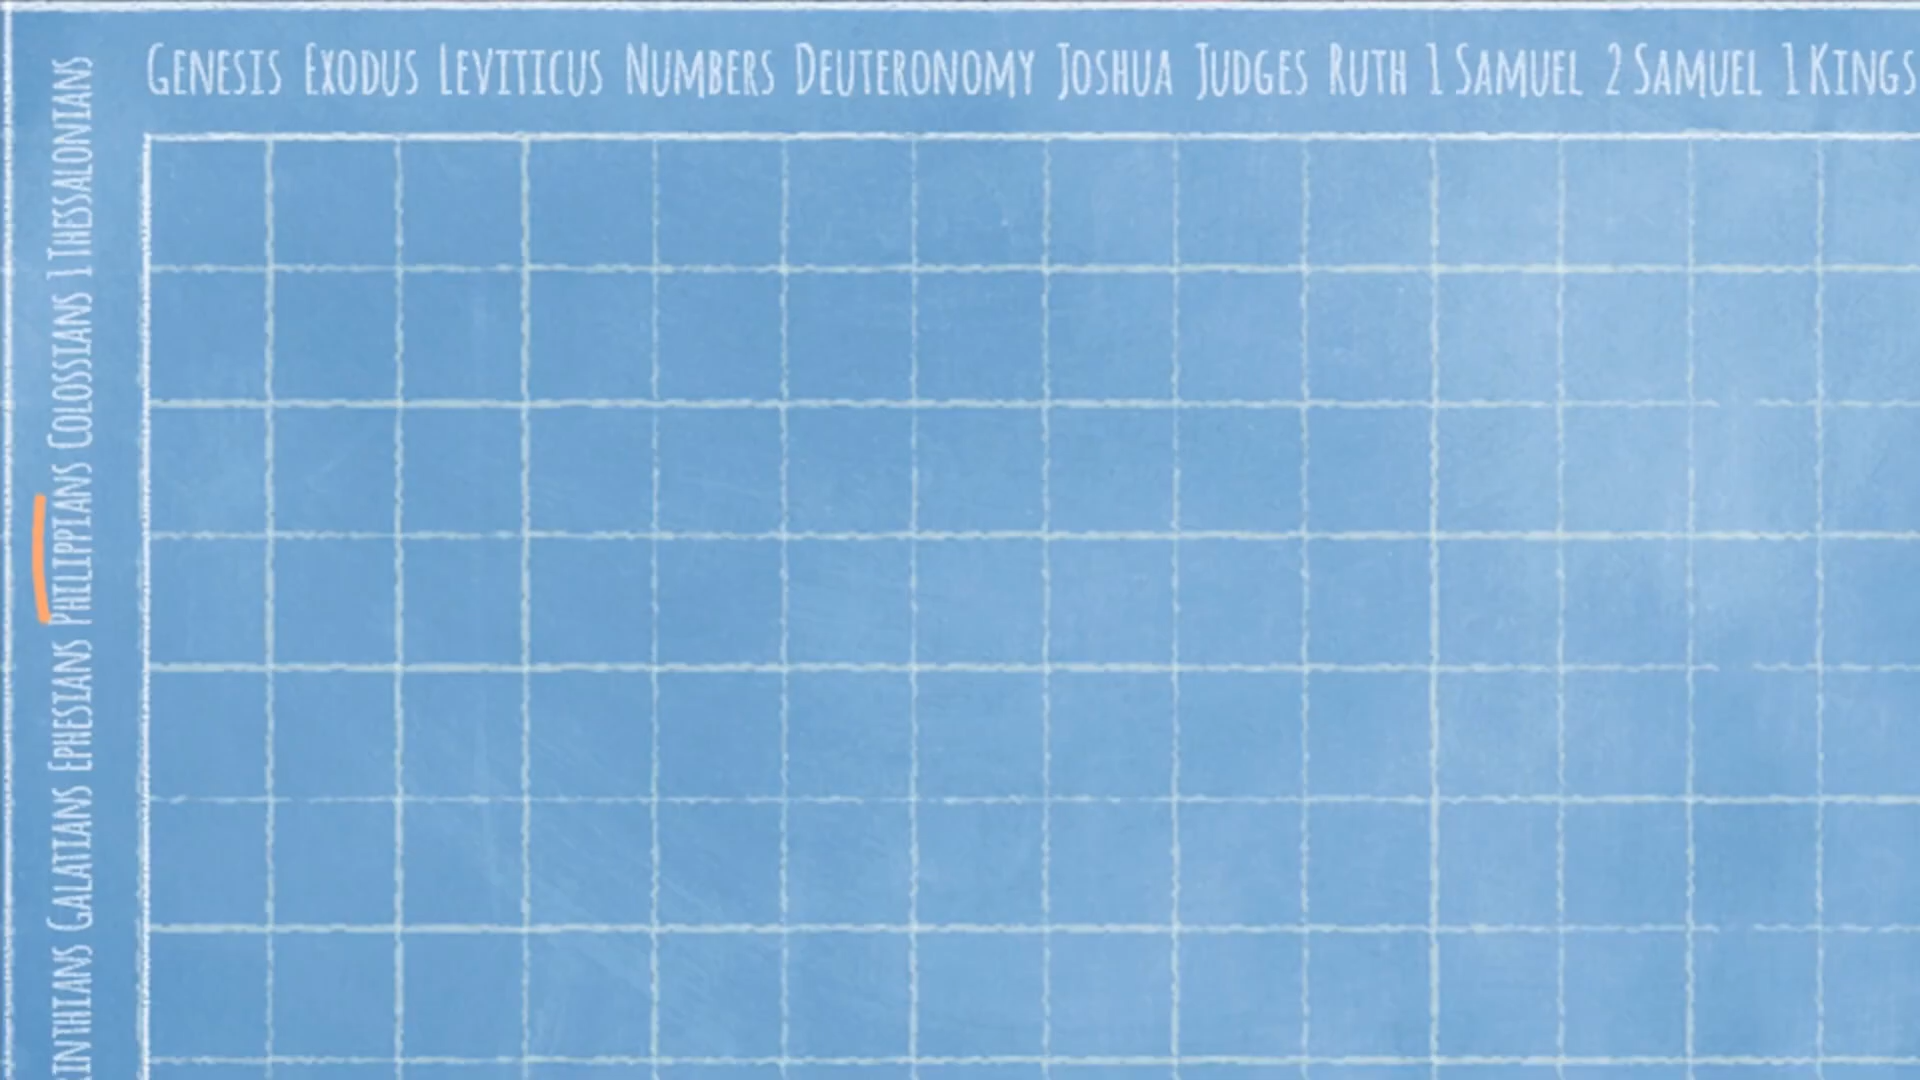 Genesis Exodus Leviticus Numbers Deuteronomy Joshua Judges Ruth 1 Samuel 2 Samuel 1 Kings
Galatians Ephesians Philippians Colossians 1 Thessalonians